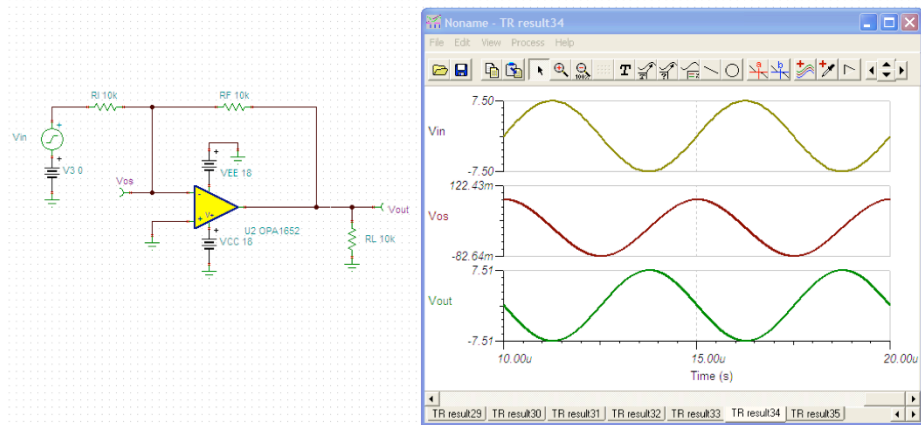 RI 10k
RF 10k
Vin
V3 0
Vos
VEE 18
V+
U2 OPA1652
VCC 18
Vout
RL 10k
Noname - TR result34
File Edit View Process Help
T
a
b
7.50
Vin
-7.50
122.43m
Vos
-82.64m
7.51
Vout
-7.51
10.00u
15.00u
20.00u
Time (s)
TR result29 TR result30 TR result31 TR result32 TR result33 TR result34 TR result35